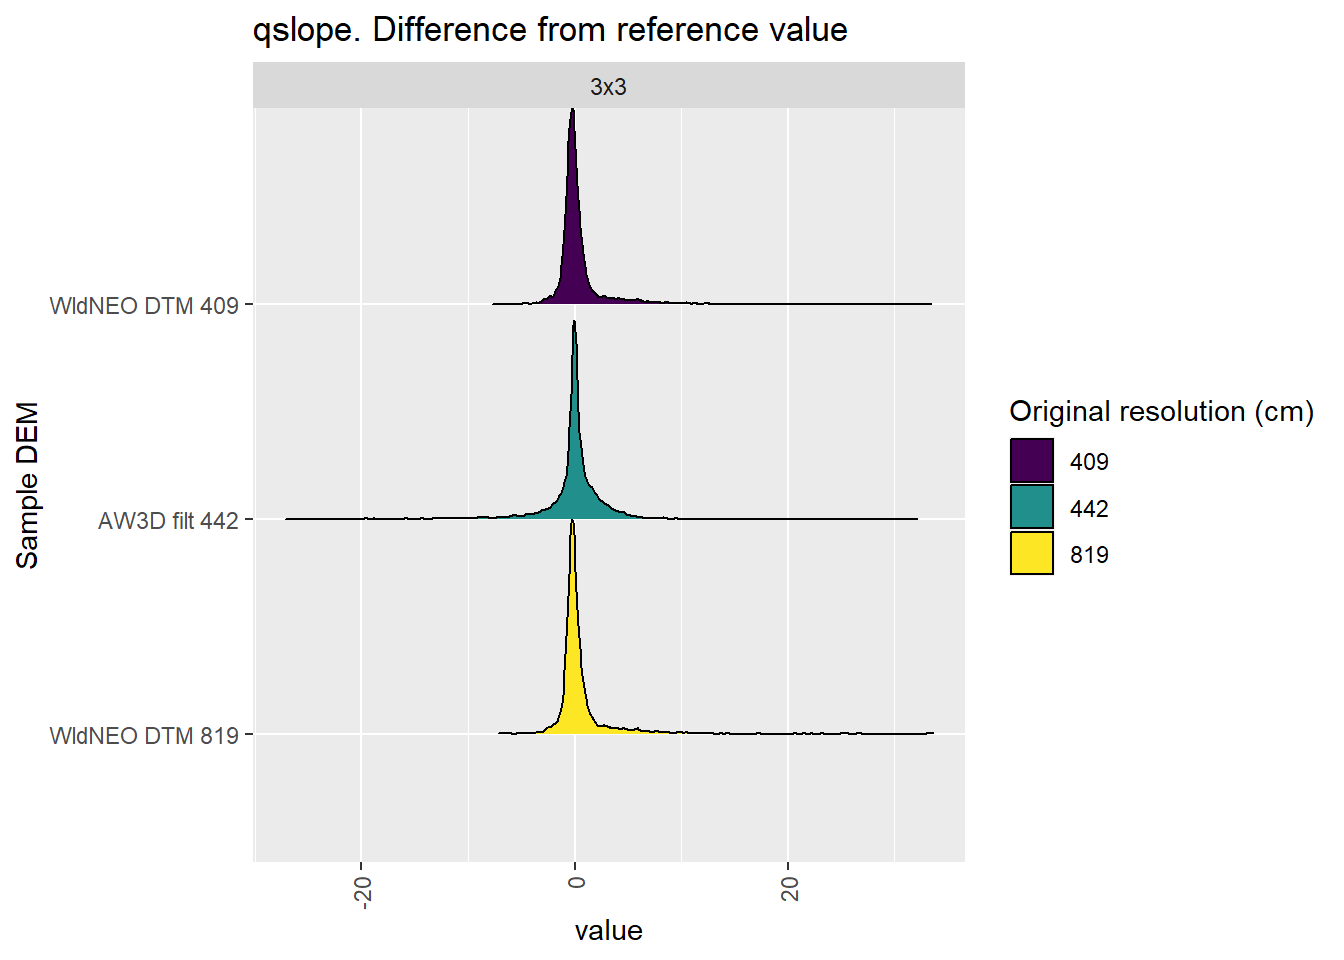 qslope. Difference from reference value
3x3
WldNEO DTM 409
AW3D filt 442
WldNEO DTM 819
Sample DEM
-20
0
20
value
Original resolution (cm)
409
442
819